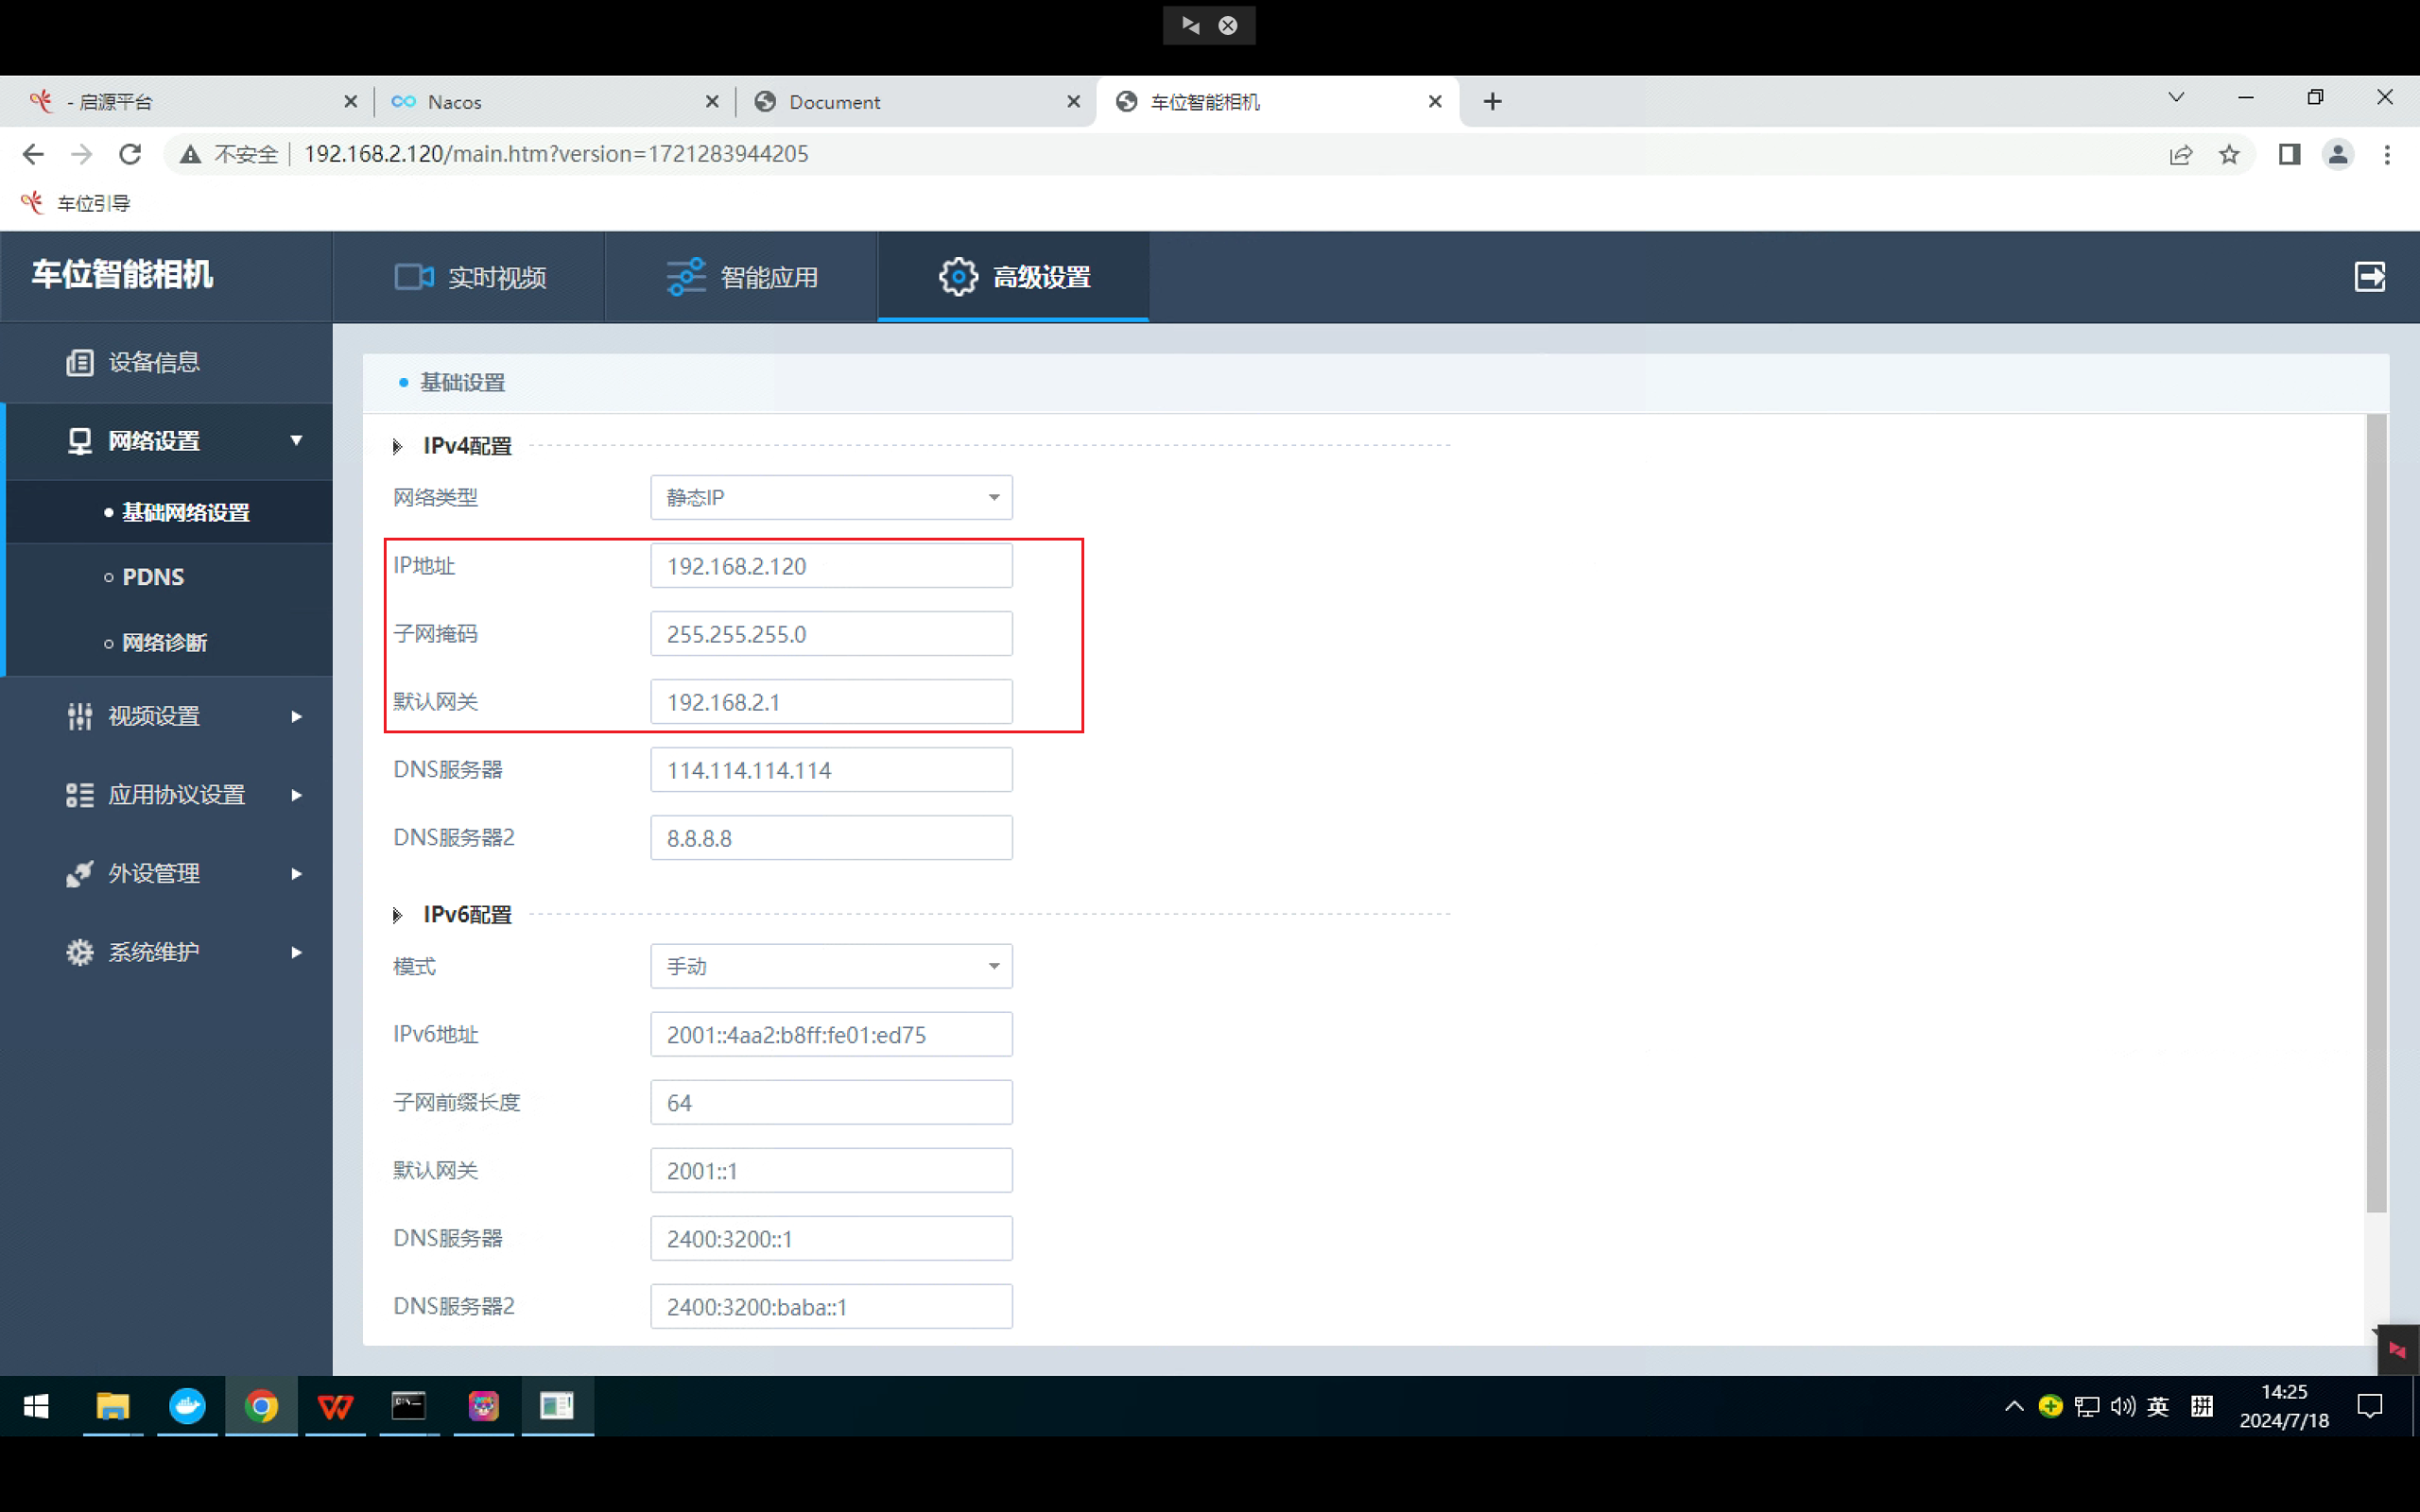 - 启源平台
Nacos
Document
车位智能相机
不安全
192.168.2.120/main.htm?version=1721283944205
车位引导
车位智能相机
实时视频
智能应用
高级设置
设备信息
网络设置
基础网络设置
PDNS
网络诊断
视频设置
应用协议设置
外设管理
系统维护
基础设置
IPv4配置
网络类型 静态IP
IP地址 192.168.2.120
子网掩码 255.255.255.0
默认网关 192.168.2.1
DNS服务器 114.114.114.114
DNS服务器2 8.8.8.8
IPv6配置
模式 手动
IPv6地址 2001::4aa2:b8ff:fe01:ed75
子网前缀长度 64
默认网关 2001::1
DNS服务器 2400:3200::1
DNS服务器2 2400:3200:baba::1
英 拼
14:25
2024/7/18